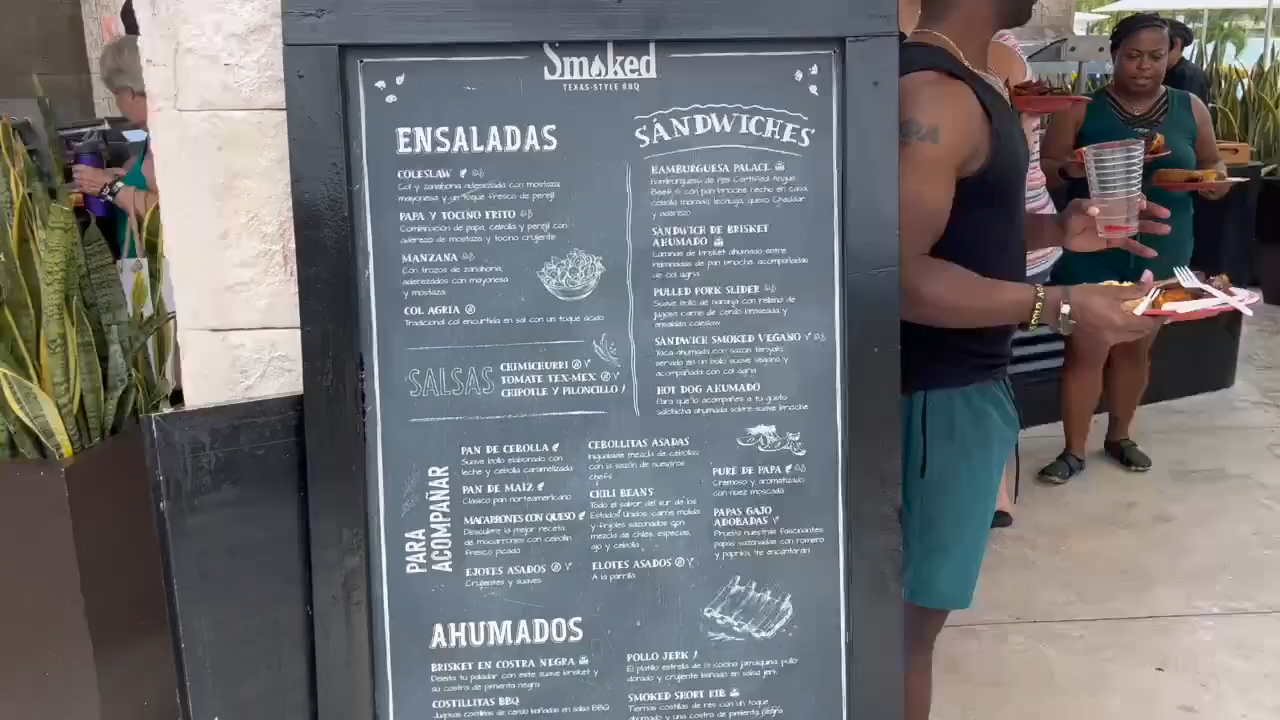 Smoked
TEXAS-STYLE BBQ
ENSALADAS
COLESLAW
Col y zanahoria aderezada con mostaza,
mayonesa y un toque fresco de perejil
PAPA Y TOCINO FRITO
Combinación de papa, cebolla y perejil con
aderezo de mostaza y tocino crujiente
MANZANA
Con trozos de zanahoria,
aderezados con mayonesa
y mostaza
COL AGRIA
Tradicional col encurtida en sal con un toque ácido
SALSAS
CHIMICHURRI
TOMATE TEX-MEX
CHIPOTLE Y PILONCILLO
SÁNDWICHES
HAMBURGUESA PALACE
Hamburguesa de res Certified Angus
Beef ® con pan brioche hecho en casa,
cebolla morada, lechuga, queso Cheddar
y aderezo
SÁNDWICH DE BRISKET
AHUMADO
Láminas de brisket ahumado entre
rebanadas de pan brioche, acompañadas
de col agria
PULLED PORK SLIDER
Suave bollo de naranja con relleno de
jugosa carne de cerdo braseada y
ensalada coleslaw
SÁNDWICH SMOKED VEGANO
Yaca ahumada con sazón teriyaki,
servida en un bollo suave vegano y
acompañada con col agria
HOT DOG AHUMADO
Para que lo acompañes a tu gusto
salchicha ahumada sobre suave brioche
PARA
ACOMPAÑAR
PAN DE CEBOLLA
Suave bollo elaborado con
leche y cebolla caramelizada
PAN DE MAÍZ
Clásico pan norteamericano
MACARRONES CON QUESO
Descubre la mejor receta
de macarrones con cebollín
fresco picado
EJOTES ASADOS
Crujientes y suaves
CEBOLLITAS ASADAS
Inigualable mezcla de cebollas
con la sazón de nuestros
chefs
CHILI BEANS
Todo el sabor del sur de los
Estados Unidos: carne molida
y frijoles sazonados con
mezcla de chiles, especias,
ajo y cebolla
ELOTES ASADOS
A la parrilla
PURÉ DE PAPA
Cremoso y aromatizado
con nuez moscada
PAPAS GAJO
ADOBADAS
Prueba nuestras fascinantes
papas sazonadas con romero
y paprika, ¡te encantarán!
AHUMADOS
BRISKET EN COSTRA NEGRA
Deleita tu paladar con este suave brisket y
su costra de pimienta negra
COSTILLITAS BBQ
Jugosas costillas de cerdo bañadas en salsa BBQ
POLLO JERK
El platillo estrella de la cocina jamaiquina, pollo
dorado y crujiente bañado en salsa jerk
SMOKED SHORT RIB
Tiernas costillas de res con un toque
ahumado y una costra de pimienta negra